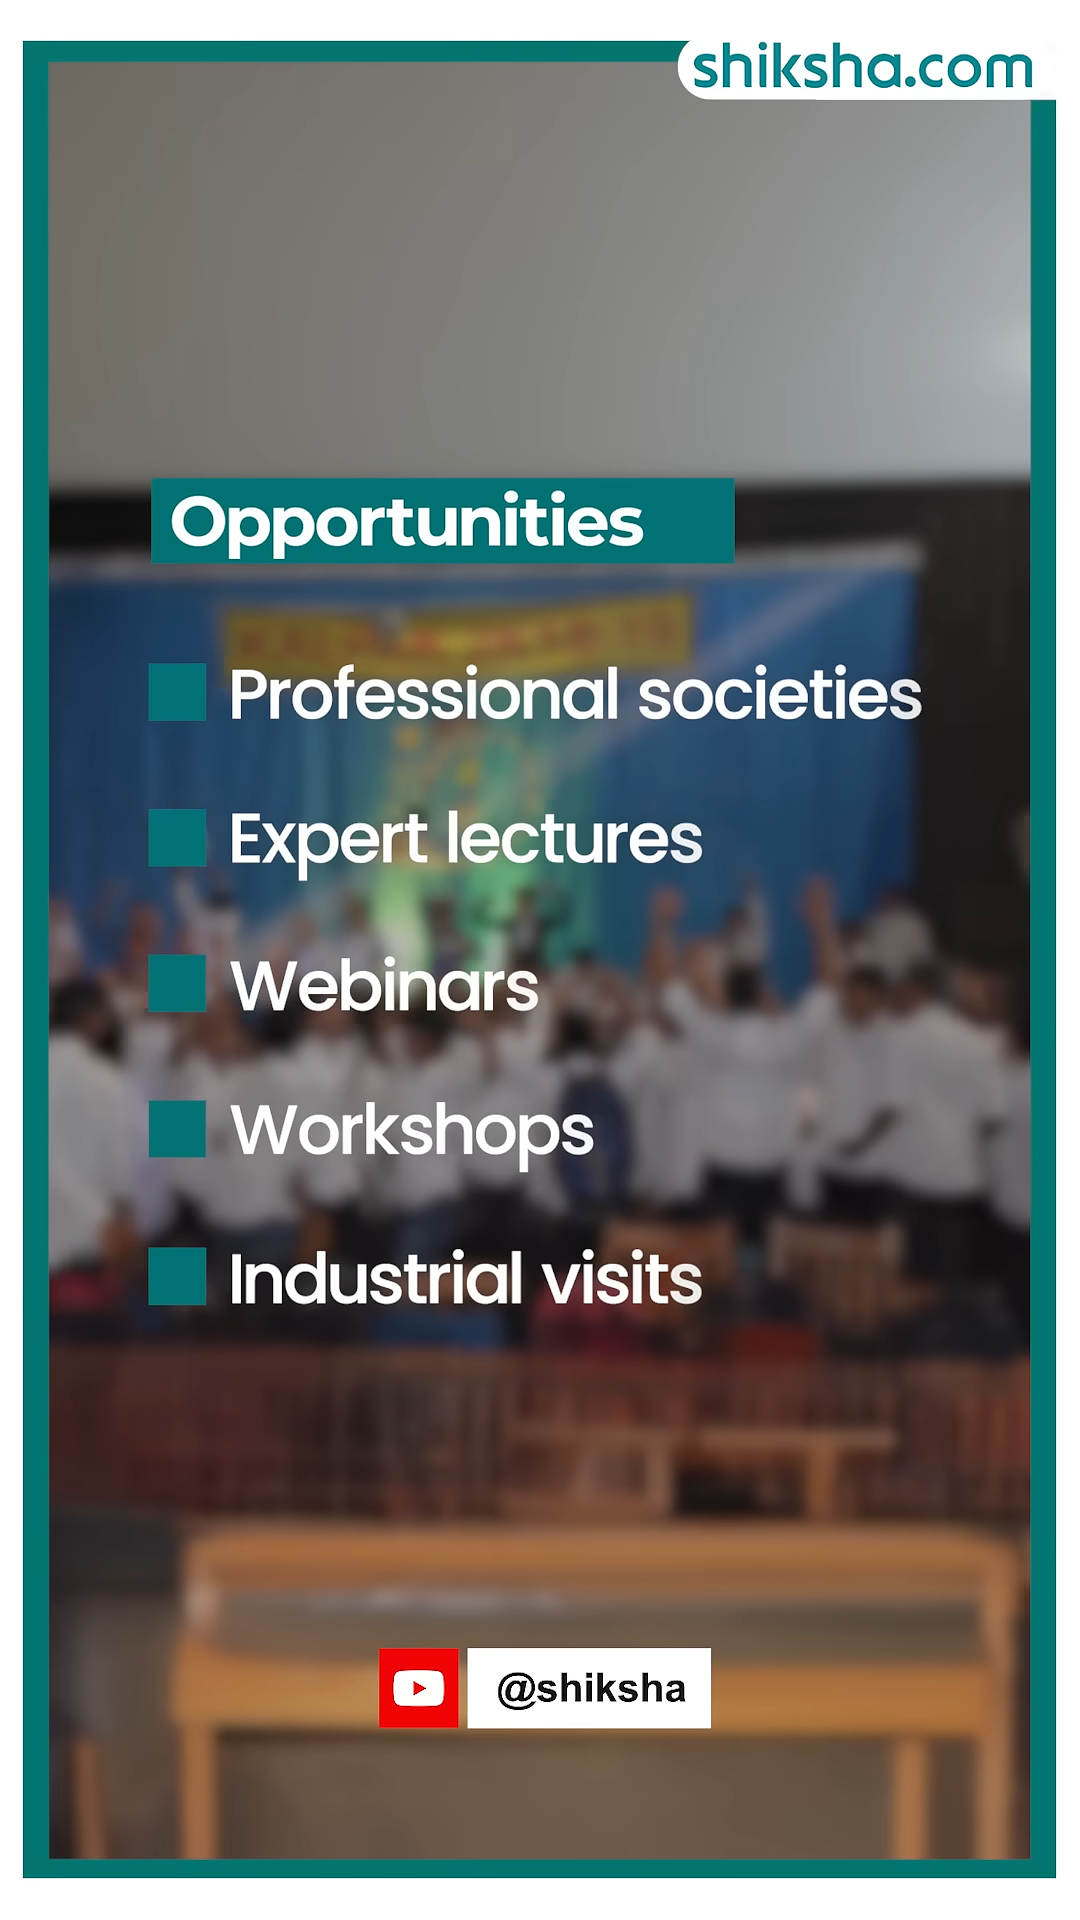 shiksha.com
Opportunities
Professional societies
Expert lectures
Webinars
Workshops
Industrial visits
@shiksha